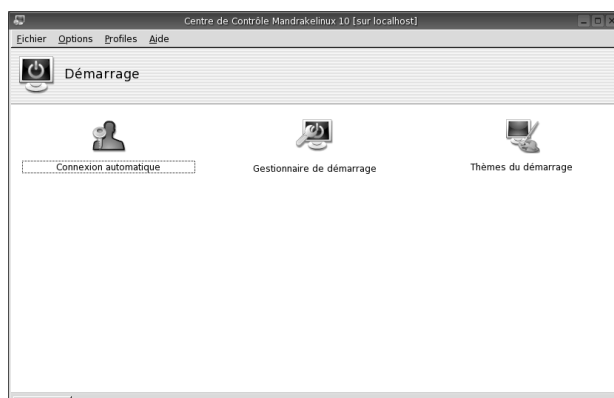 Centre de Contrôle Mandrakelinux 10 [sur localhost]
Fichier Options Profiles Aide
Démarrage
Connexion automatique
Gestionnaire de démarrage
Thèmes du démarrage